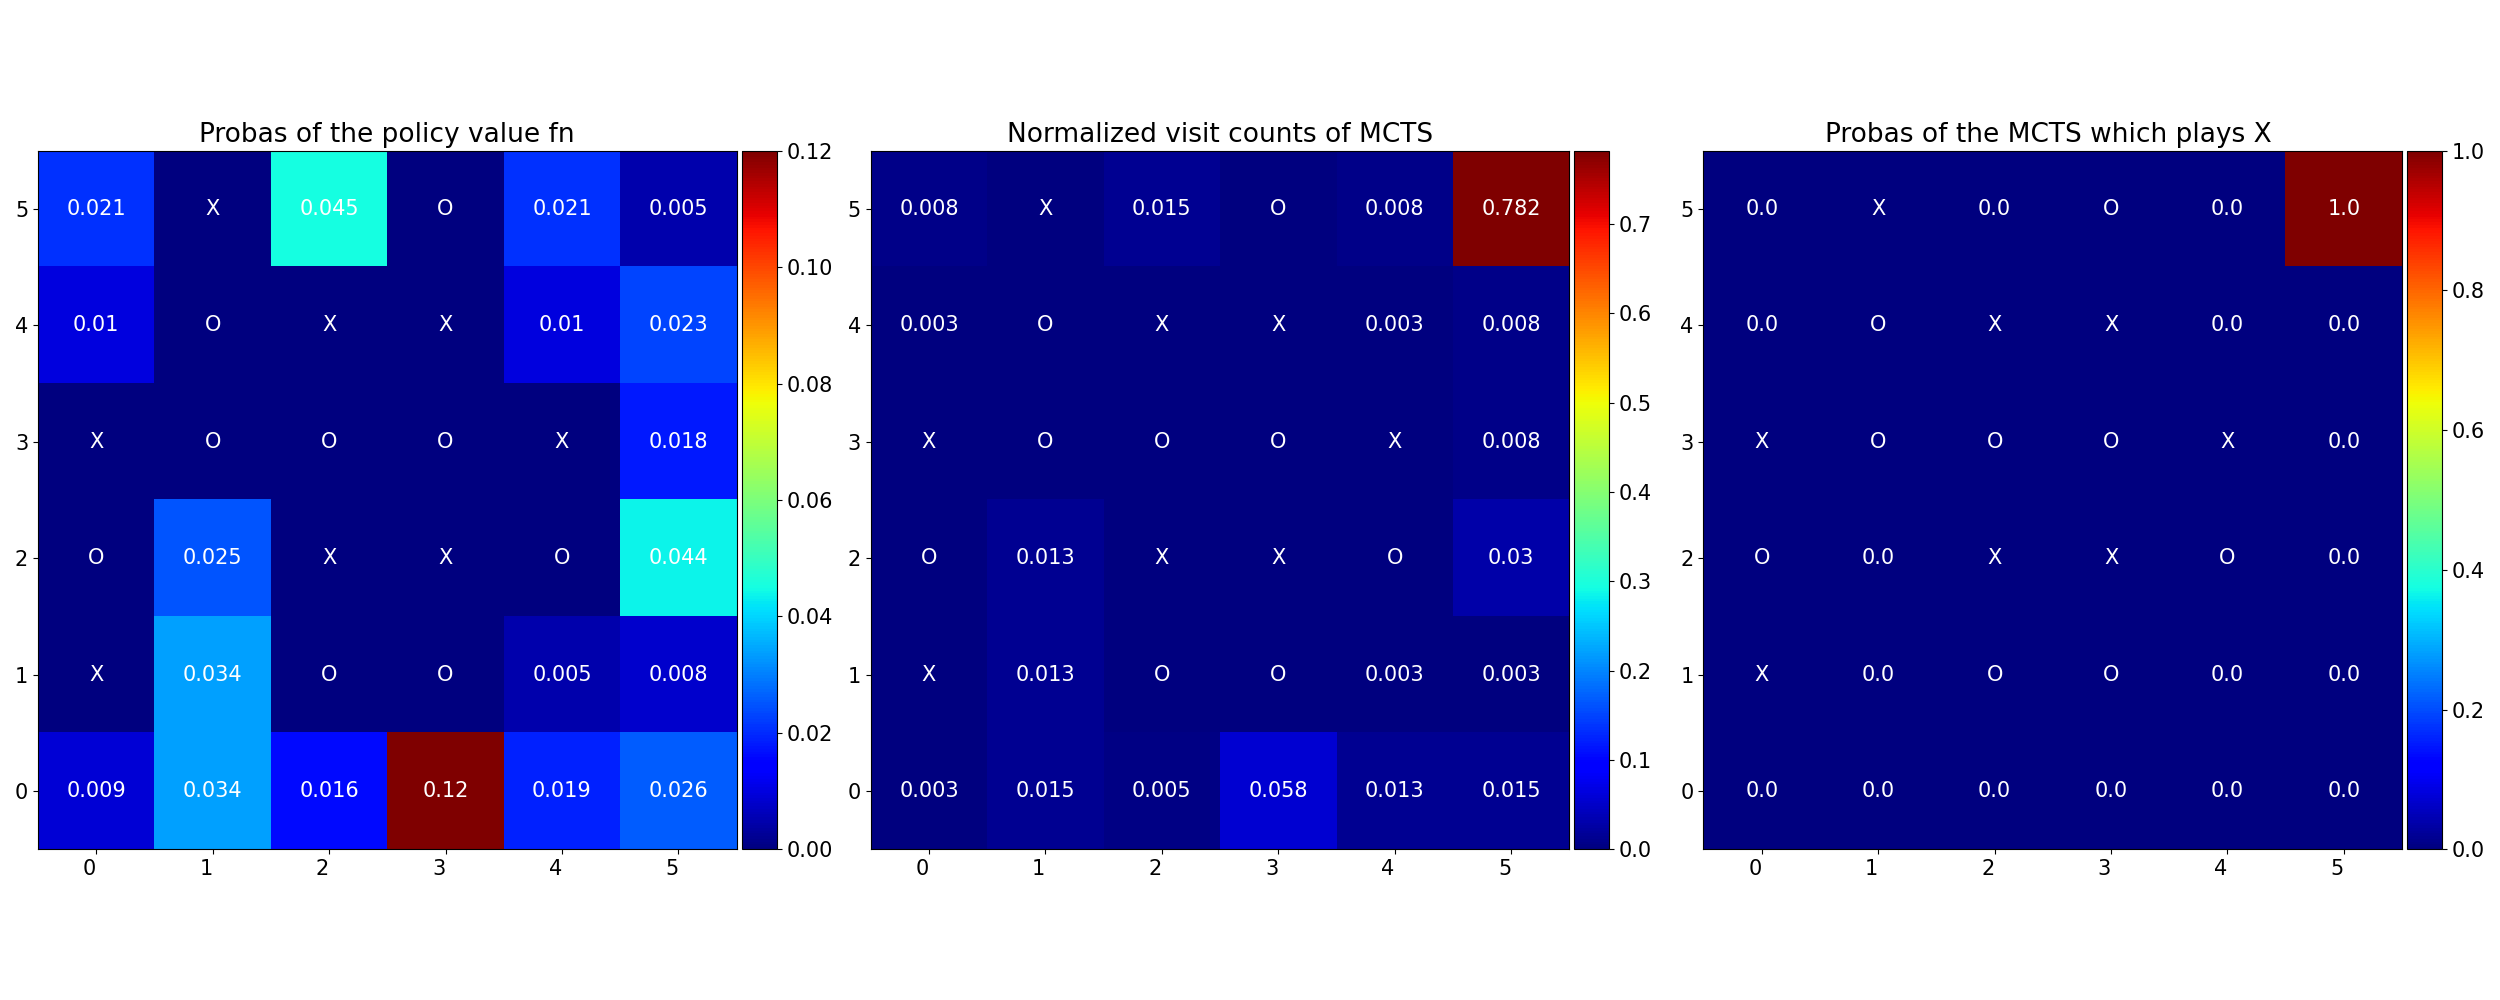 Probas of the policy value fn
5 0.021 X 0.045 O 0.021 0.005
4 0.01 O X X 0.01 0.023
3 X O O O X 0.018
2 O 0.025 X X O 0.044
1 X 0.034 O O 0.005 0.008
0 0.009 0.034 0.016 0.12 0.019 0.026
0 1 2 3 4 5
0.12
0.10
0.08
0.06
0.04
0.02
0.00
Normalized visit counts of MCTS
5 0.008 X 0.015 O 0.008 0.782
4 0.003 O X X 0.003 0.008
3 X O O O X 0.008
2 O 0.013 X X O 0.03
1 X 0.013 O O 0.003 0.003
0 0.003 0.015 0.005 0.058 0.013 0.015
0 1 2 3 4 5
0.7
0.6
0.5
0.4
0.3
0.2
0.1
0.0
Probas of the MCTS which plays X
5 0.0 X 0.0 O 0.0 1.0
4 0.0 O X X 0.0 0.0
3 X O O O X 0.0
2 O 0.0 X X O 0.0
1 X 0.0 O O 0.0 0.0
0 0.0 0.0 0.0 0.0 0.0 0.0
0 1 2 3 4 5
1.0
0.8
0.6
0.4
0.2
0.0